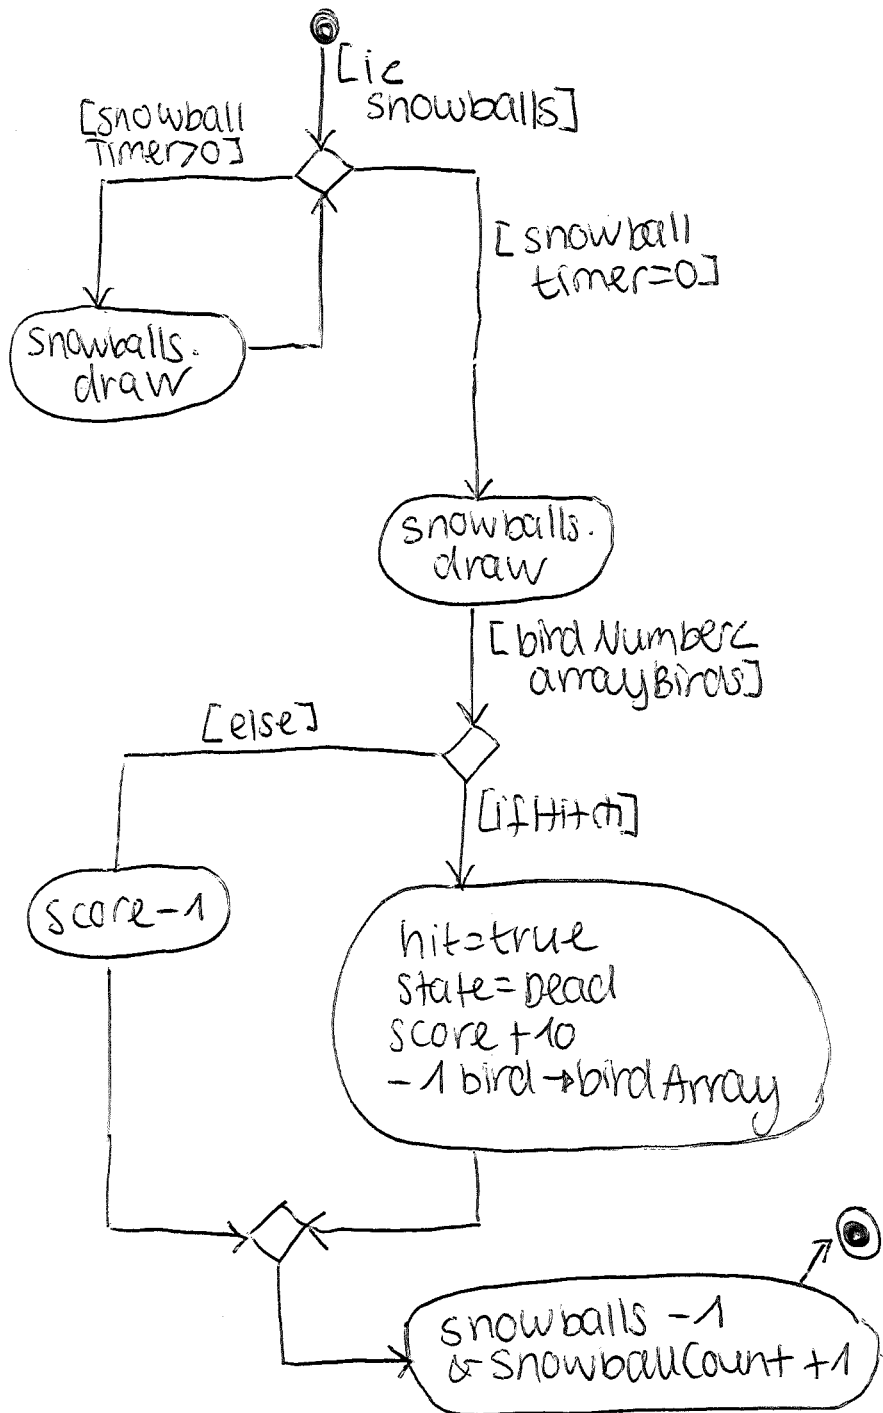 [ie
snowballs]
[snowball
Timer>0]
[snowball
timer=0]
snowballs.
draw
snowballs.
draw
[birdNumber<
arrayBirds]
[else]
[ifHit()]
score-1
hit=true
state=Dead
score+10
-1 bird→birdArray
snowballs -1
& snowballCount +1